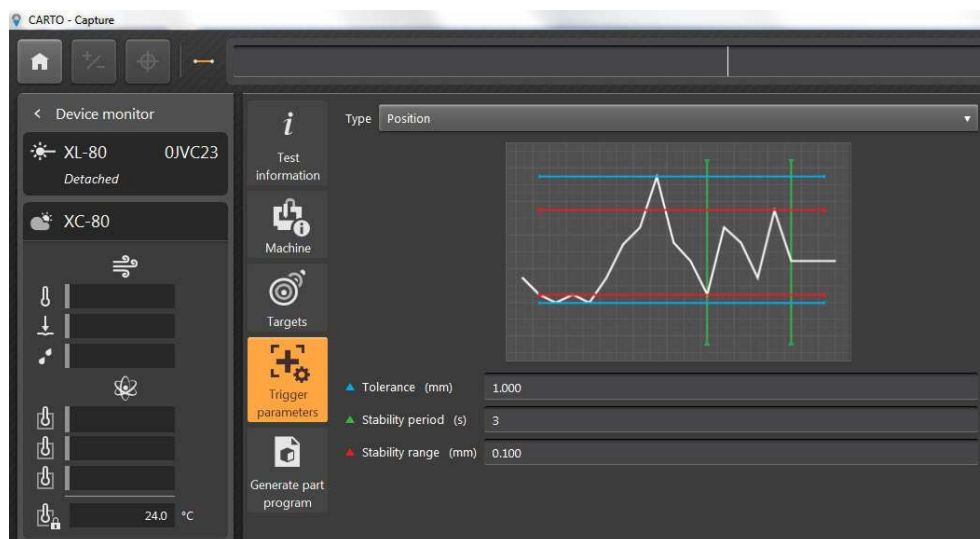 CARTO - Capture
Device monitor
XL-80 0JVC23
Detached
XC-80
24.0 °C
Test
information
Machine
Targets
Trigger
parameters
Generate part
program
Type Position
Tolerance (mm) 1.000
Stability period (s) 3
Stability range (mm) 0.100